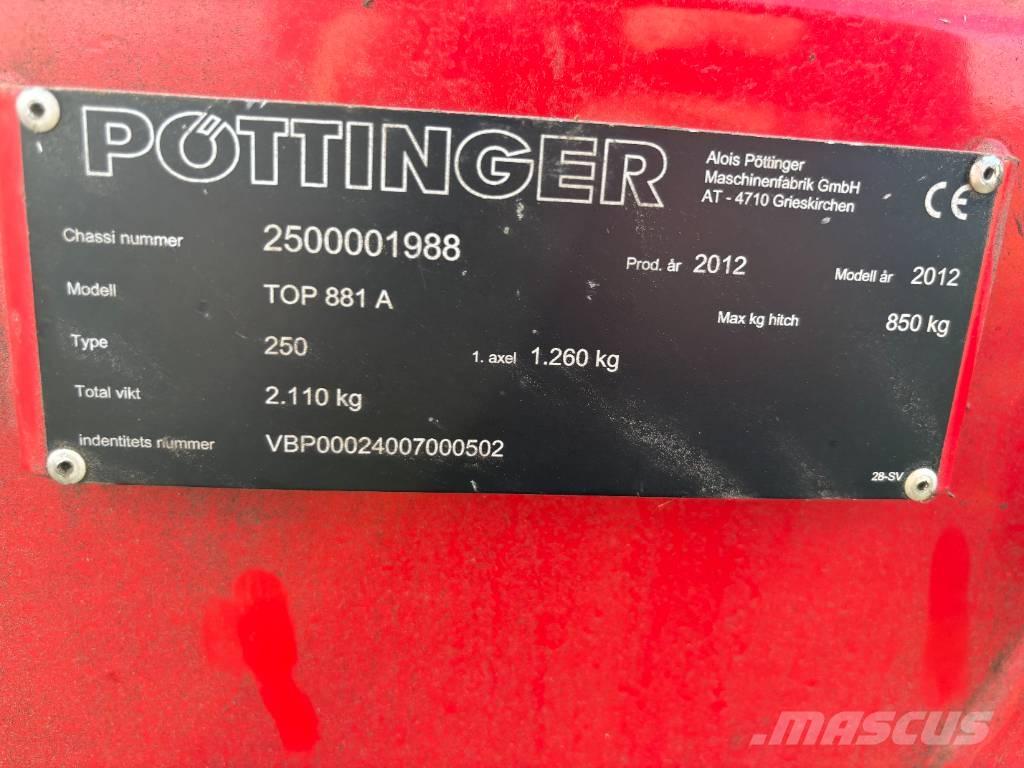 PÖTTINGER
Alois Pöttinger
Maschinenfabrik GmbH
AT - 4710 Grieskirchen
CE
Chassi nummer 2500001988 Prod. år 2012 Modell år 2012
Modell TOP 881 A Max kg hitch 850 kg
Type 250 1. axel 1.260 kg
Total vikt 2.110 kg
indentitets nummer VBP00024007000502
28-SV
MASCUS